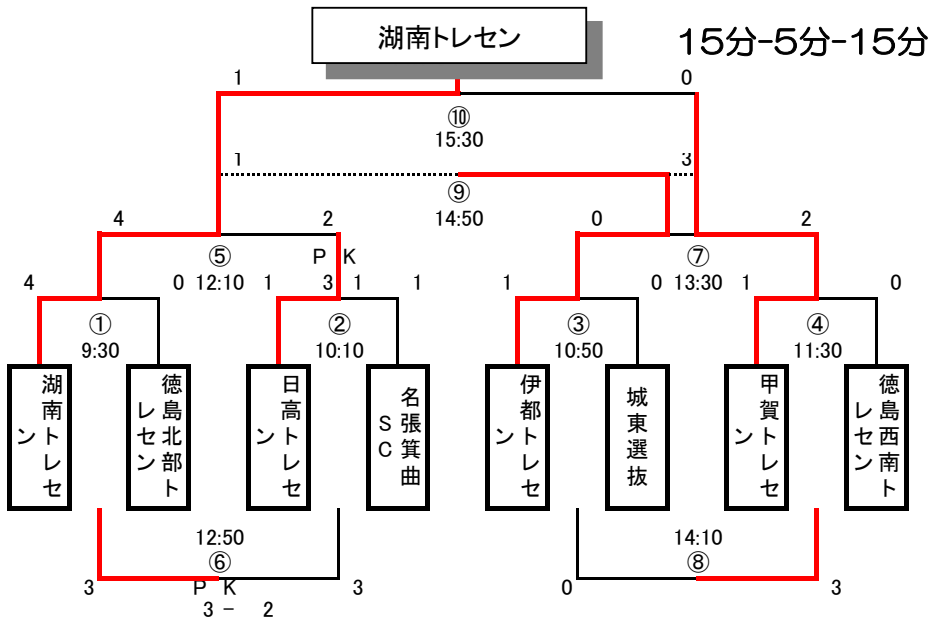 湖南トレセン
15分-5分-15分
1 0
⑩
15:30
1 3
⑨
14:50
4 2 0 2
⑤ P K ⑦
4 0 12:10 1 3 1 1 1 0 13:30 1 0
① ② ③ ④
9:30 10:10 10:50 11:30
湖南トレセン
徳島北部トレセン
日高トレセン
名張箕曲SC
伊都トレセン
城東選抜
甲賀トレセン
徳島西南トレセン
12:50 14:10
⑥ ⑧
3 P K 3 0 3
3 - 2